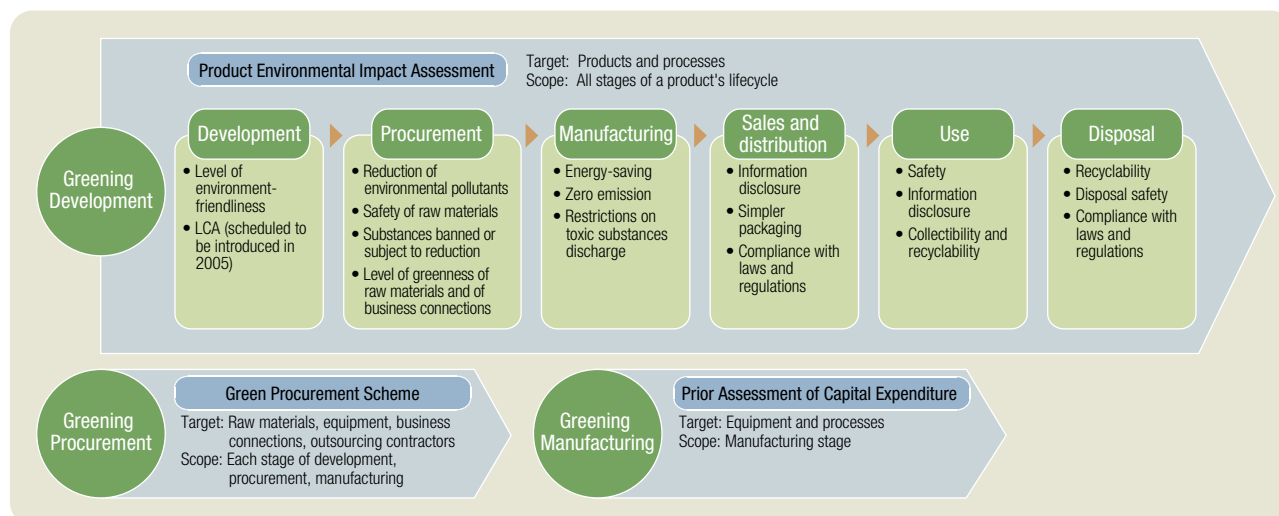 Product Environmental Impact Assessment
Target: Products and processes
Scope: All stages of a product's lifecycle
Greening
Development
Development
• Level of
environment-
friendliness
• LCA (scheduled to
be introduced in
2005)
Procurement
• Reduction of
environmental pollutants
• Safety of raw materials
• Substances banned or
subject to reduction
• Level of greenness of
raw materials and of
business connections
Manufacturing
• Energy-saving
• Zero emission
• Restrictions on
toxic substances
discharge
Sales and
distribution
• Information
disclosure
• Simpler
packaging
• Compliance with
laws and
regulations
Use
• Safety
• Information
disclosure
• Collectibility and
recyclability
Disposal
• Recyclability
• Disposal safety
• Compliance with
laws and
regulations
Greening
Procurement
Green Procurement Scheme
Target: Raw materials, equipment, business
connections, outsourcing contractors
Scope: Each stage of development,
procurement, manufacturing
Greening
Manufacturing
Prior Assessment of Capital Expenditure
Target: Equipment and processes
Scope: Manufacturing stage